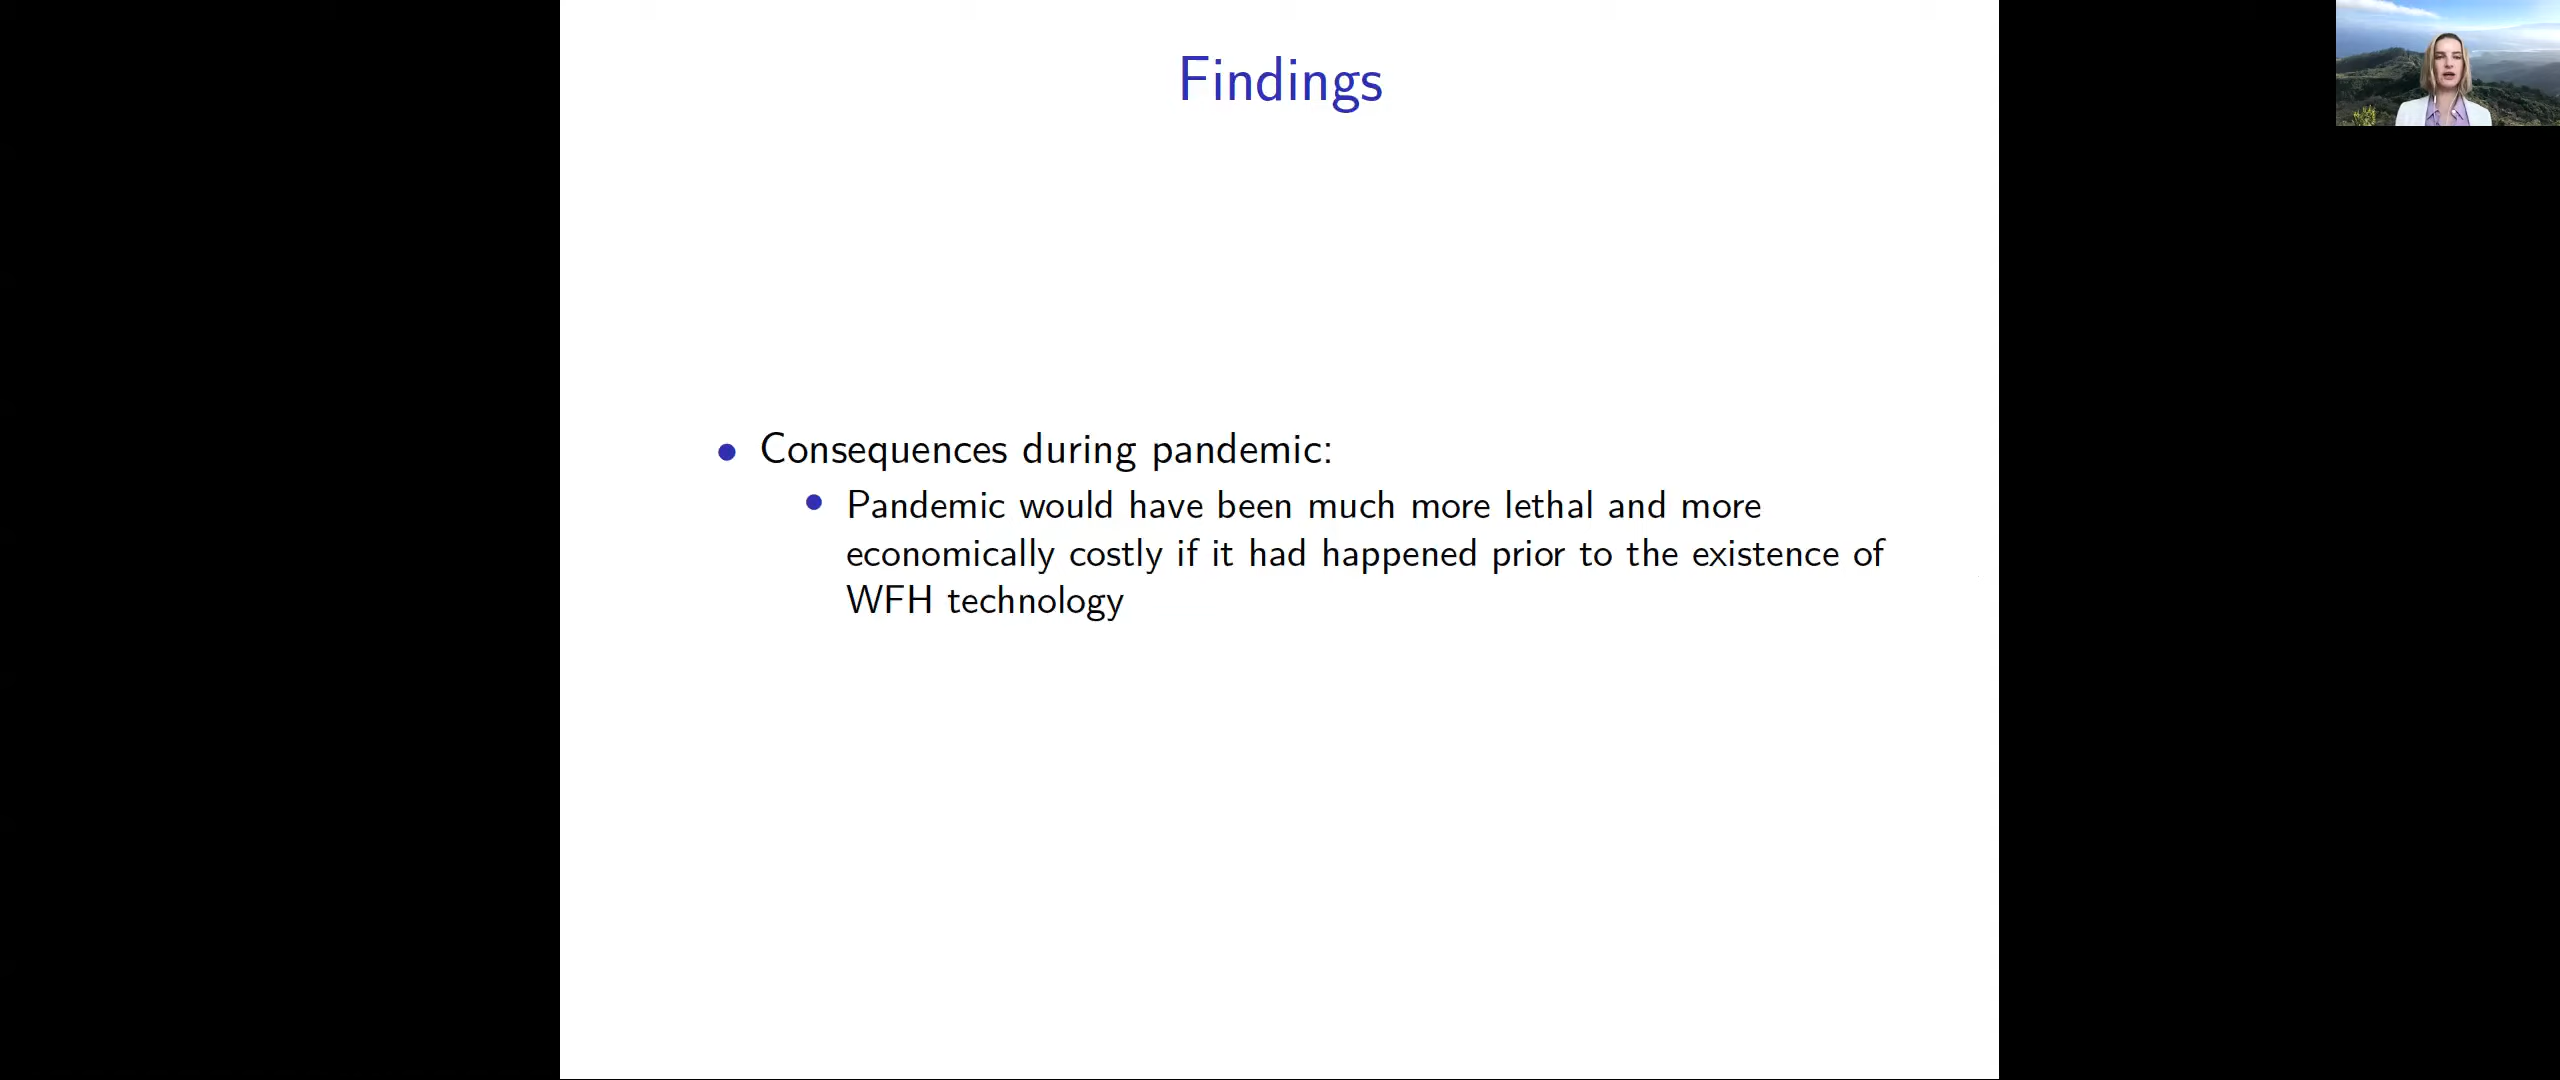 Findings
Consequences during pandemic:
Pandemic would have been much more lethal and more
economically costly if it had happened prior to the existence of
WFH technology